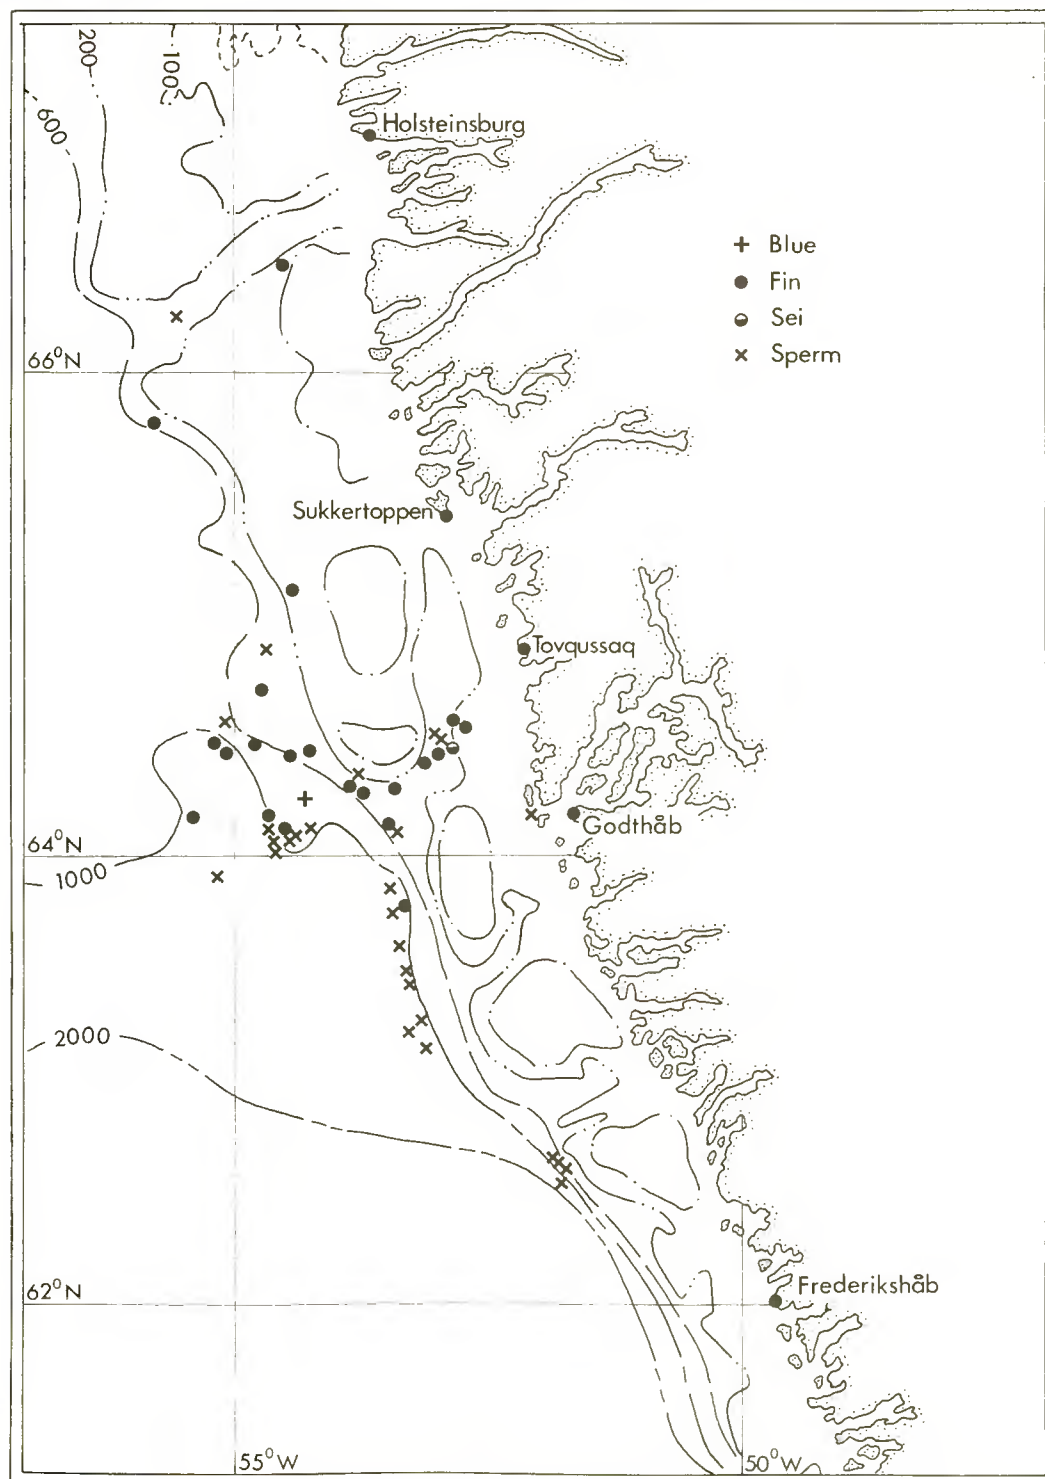 200
100
600
Holsteinsburg
+ Blue
● Fin
Sei
× Sperm
66°N
Sukkertoppen
Tovqussaq
Godthåb
64°N
1000
2000
Frederikshåb
62°N
55°W
50°W